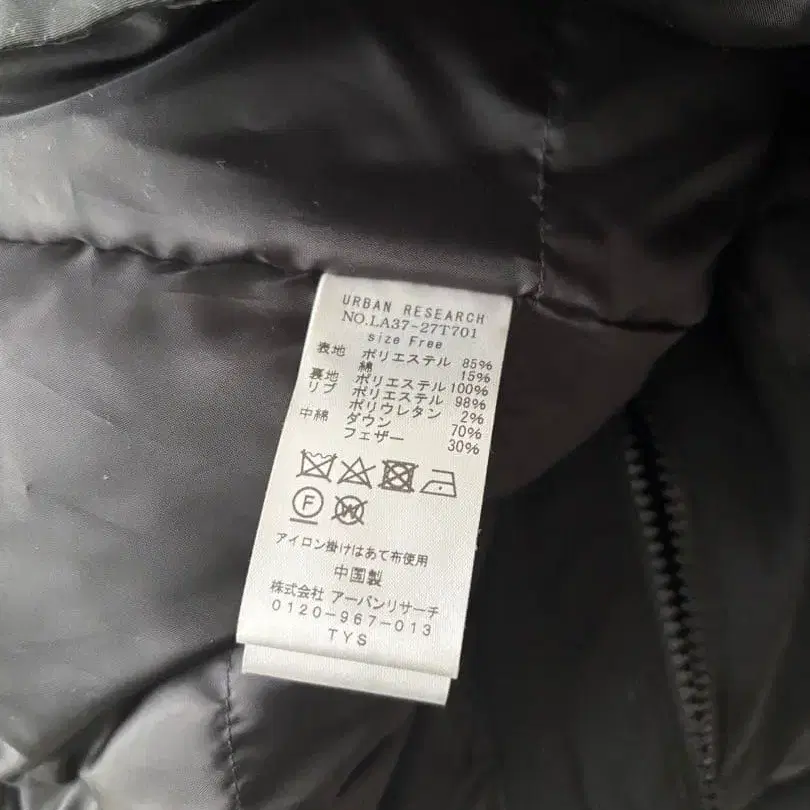 URBAN RESEARCH
NO.LA37-27T701
size Free
表地 ポリエステル 85%
綿 15%
裏地 ポリエステル 100%
リブ ポリエステル 98%
ポリウレタン 2%
中綿 ダウン 70%
フェザー 30%
F W
アイロン掛けはあて布使用
中国製
株式会社 アーバンリサーチ
0120-967-013
TYS